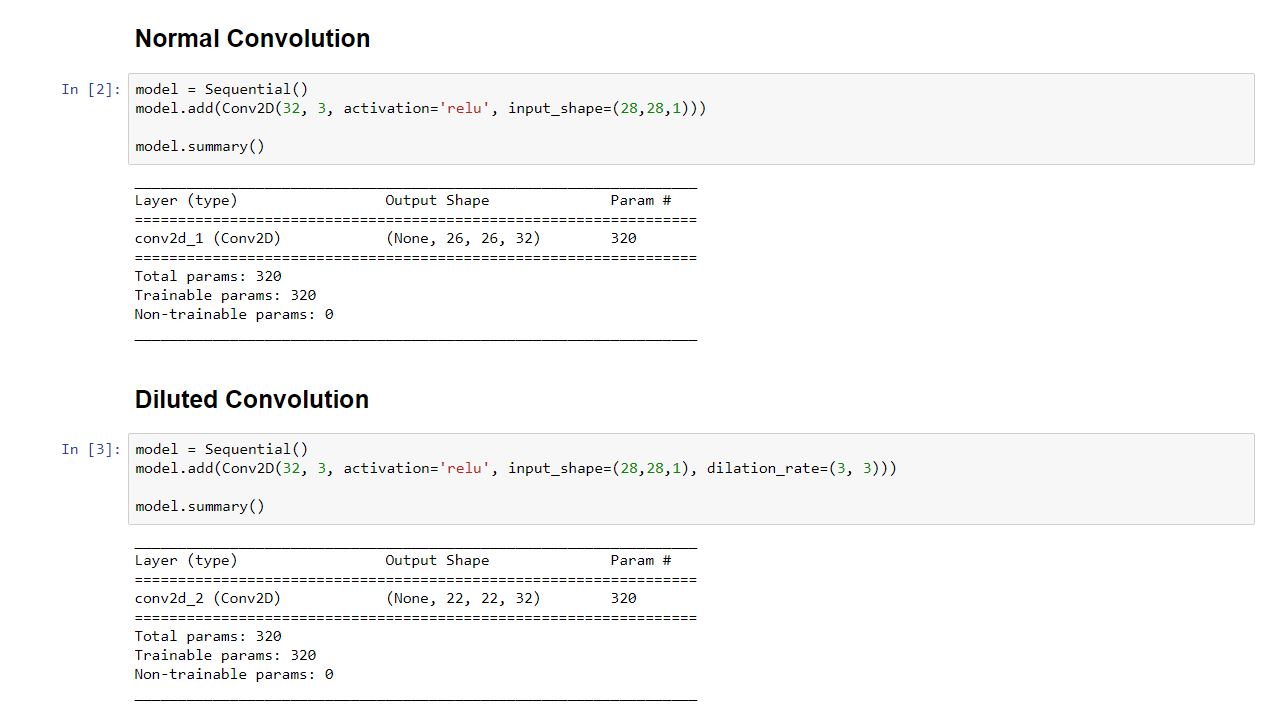 Normal Convolution
In [2]: model = Sequential()
model.add(Conv2D(32, 3, activation='relu', input_shape=(28,28,1)))
model.summary()
_________________________________________________________________
Layer (type)                 Output Shape              Param #
=================================================================
conv2d_1 (Conv2D)            (None, 26, 26, 32)        320
=================================================================
Total params: 320
Trainable params: 320
Non-trainable params: 0
_________________________________________________________________
Diluted Convolution
In [3]: model = Sequential()
model.add(Conv2D(32, 3, activation='relu', input_shape=(28,28,1), dilation_rate=(3, 3)))
model.summary()
_________________________________________________________________
Layer (type)                 Output Shape              Param #
=================================================================
conv2d_2 (Conv2D)            (None, 22, 22, 32)        320
=================================================================
Total params: 320
Trainable params: 320
Non-trainable params: 0
_________________________________________________________________